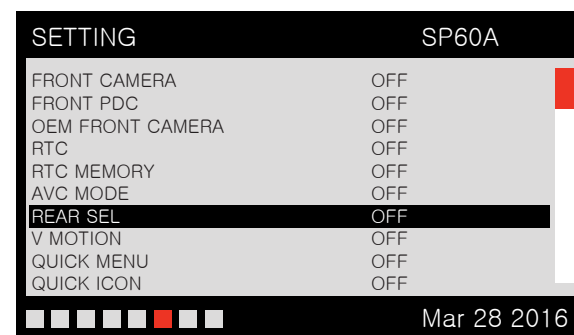 SETTING SP60A
FRONT CAMERA OFF
FRONT PDC OFF
OEM FRONT CAMERA OFF
RTC OFF
RTC MEMORY OFF
AVC MODE OFF
REAR SEL OFF
V MOTION OFF
QUICK MENU OFF
QUICK ICON OFF
Mar 28 2016